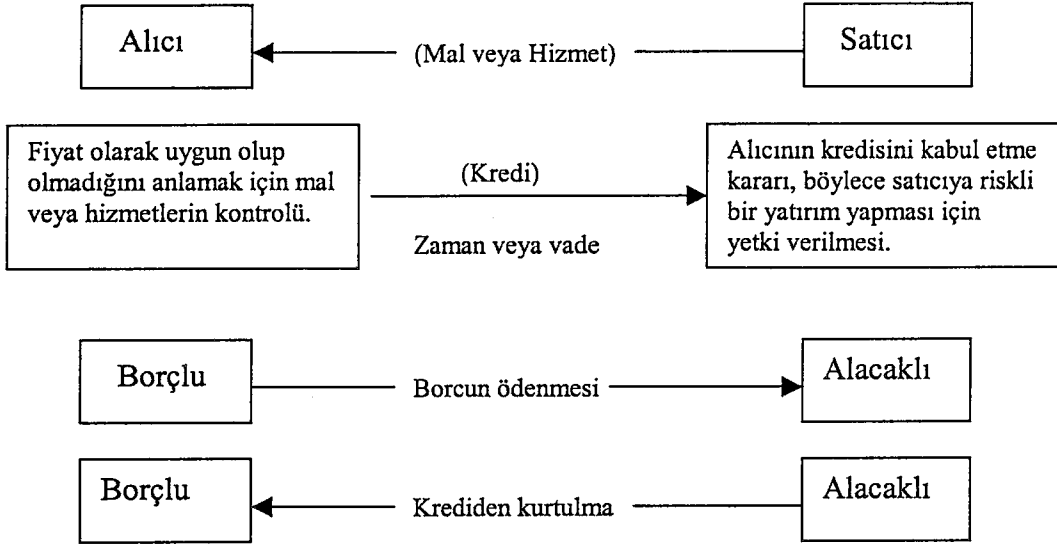 Alıcı
(Mal veya Hizmet)
Satıcı
Fiyat olarak uygun olup
olmadığını anlamak için mal
veya hizmetlerin kontrolü.
(Kredi)
Zaman veya vade
Alıcının kredisini kabul etme
kararı, böylece satıcıya riskli
bir yatırım yapması için
yetki verilmesi.
Borçlu
Borcun ödenmesi
Alacaklı
Borçlu
Krediden kurtulma
Alacaklı